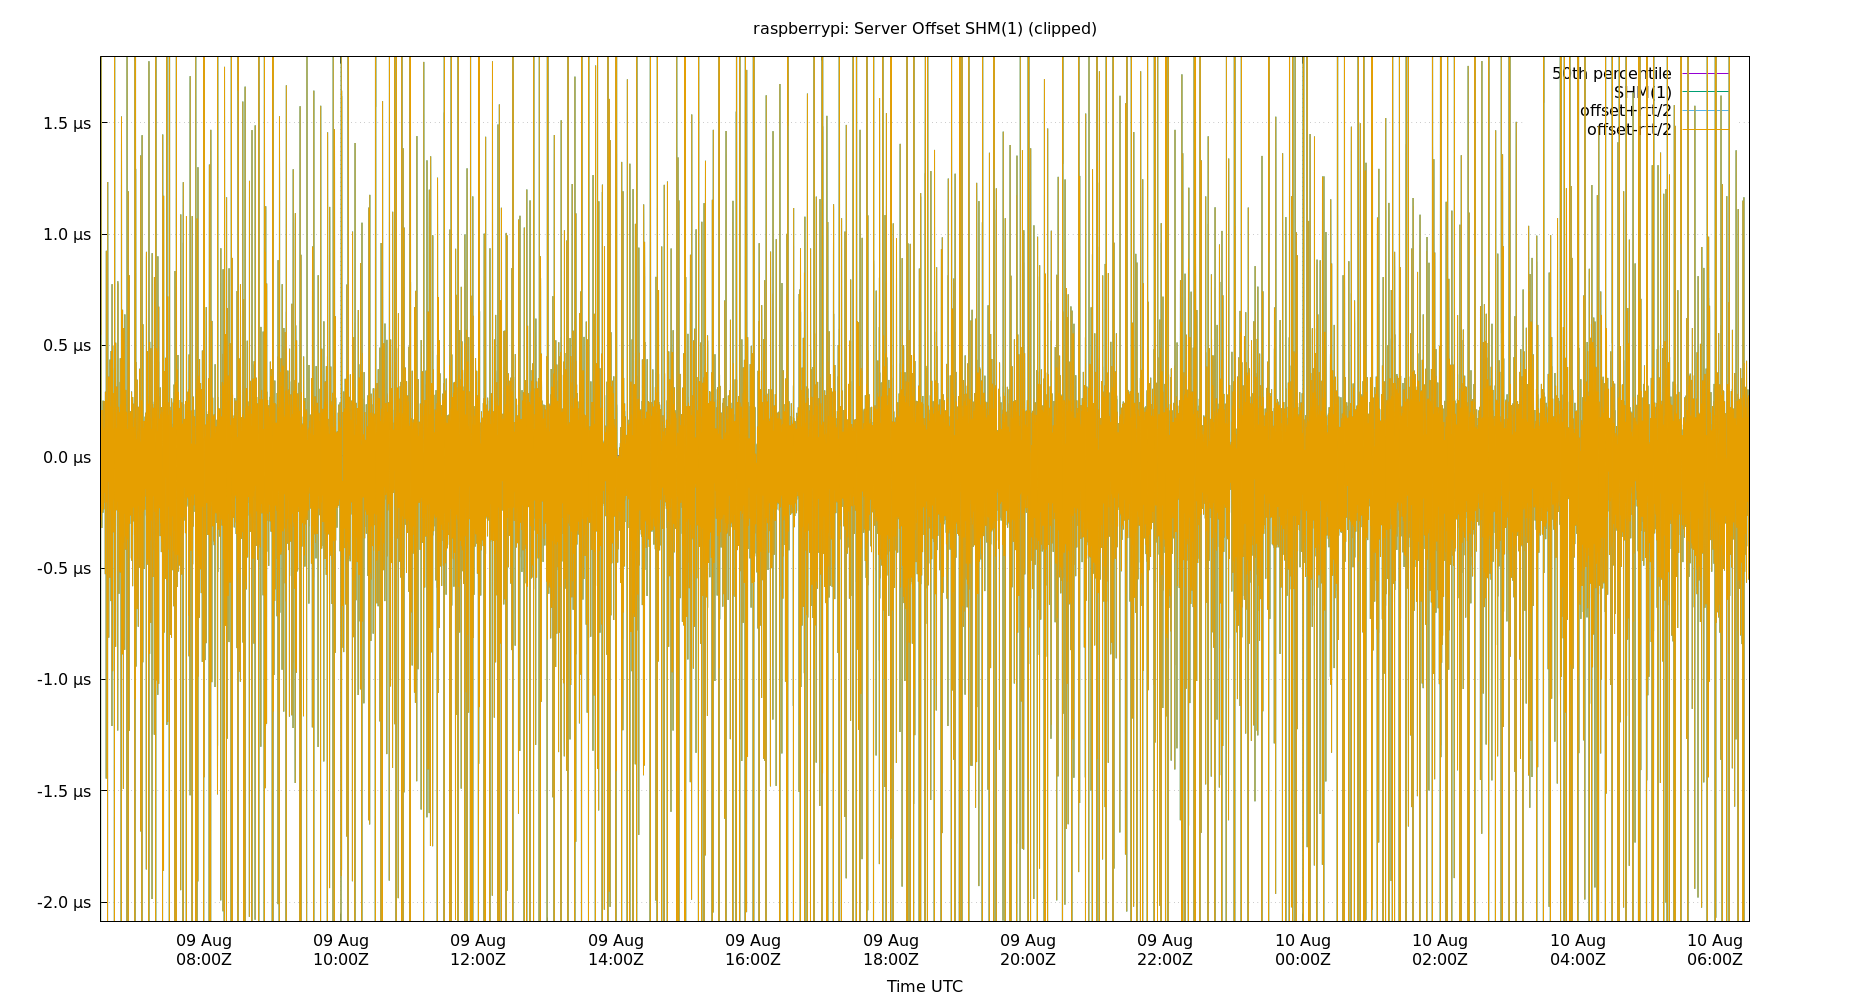 raspberrypi: Server Offset SHM(1) (clipped)
50th percentile
SHM(1)
offset+rtt/2
offset-rtt/2
1.5 µs
1.0 µs
0.5 µs
0.0 µs
-0.5 µs
-1.0 µs
-1.5 µs
-2.0 µs
09 Aug 09 Aug 09 Aug 09 Aug 09 Aug 09 Aug 09 Aug 09 Aug 10 Aug 10 Aug 10 Aug 10 Aug
08:00Z 10:00Z 12:00Z 14:00Z 16:00Z 18:00Z 20:00Z 22:00Z 00:00Z 02:00Z 04:00Z 06:00Z
Time UTC